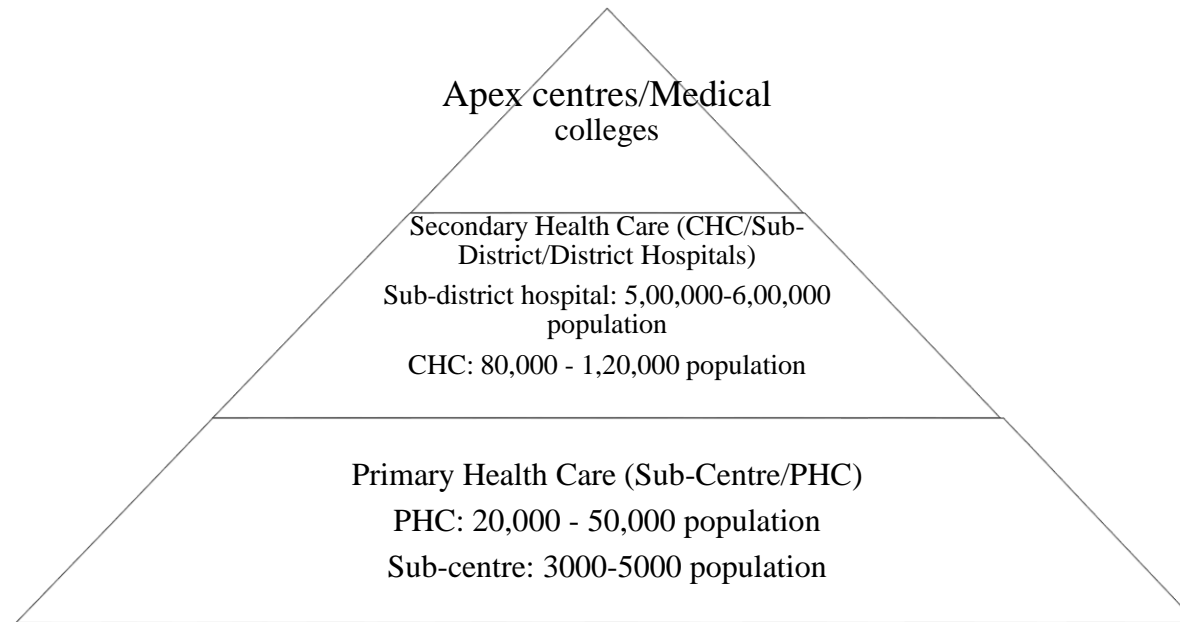 Apex centres/Medical
colleges
Secondary Health Care (CHC/Sub-
District/District Hospitals)
Sub-district hospital: 5,00,000-6,00,000
population
CHC: 80,000 - 1,20,000 population
Primary Health Care (Sub-Centre/PHC)
PHC: 20,000 - 50,000 population
Sub-centre: 3000-5000 population